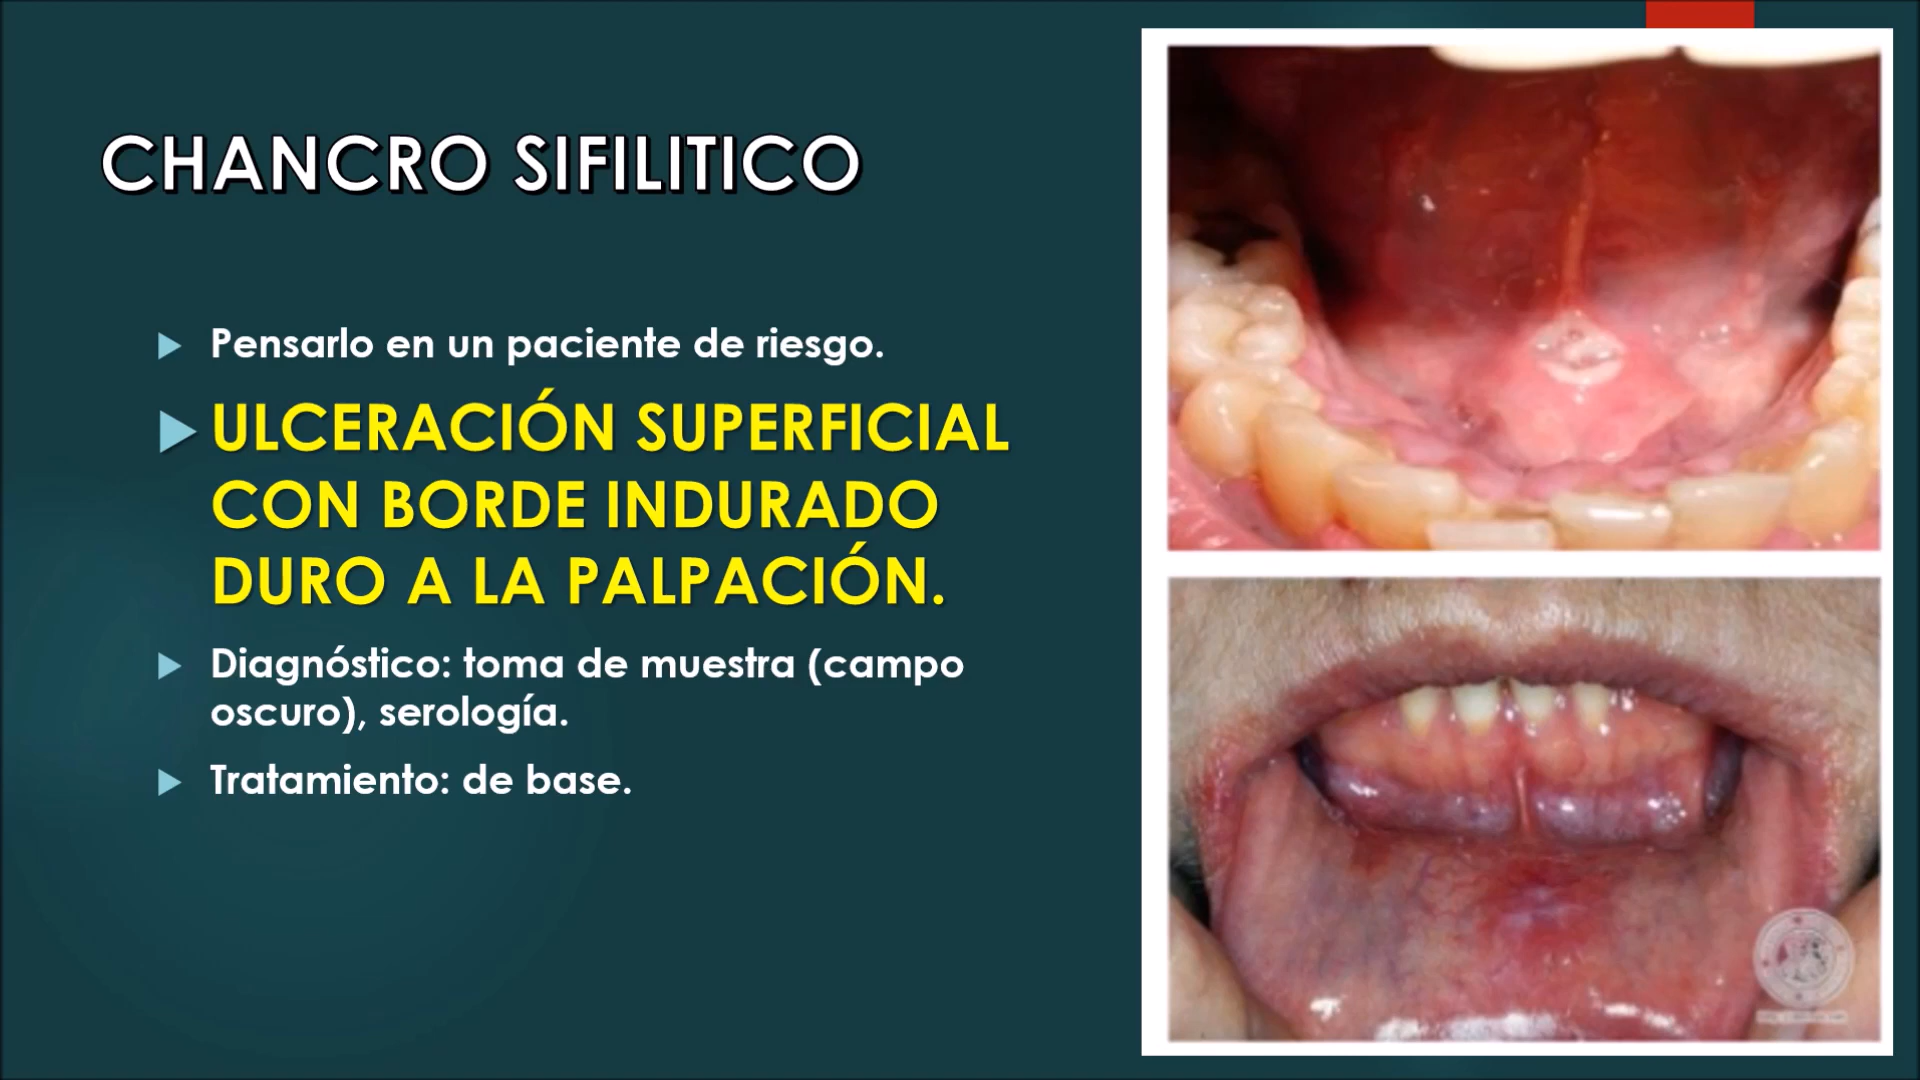 CHANCRO SIFILITICO
Pensarlo en un paciente de riesgo.
ULCERACIÓN SUPERFICIAL
CON BORDE INDURADO
DURO A LA PALPACIÓN.
Diagnóstico: toma de muestra (campo
oscuro), serología.
Tratamiento: de base.